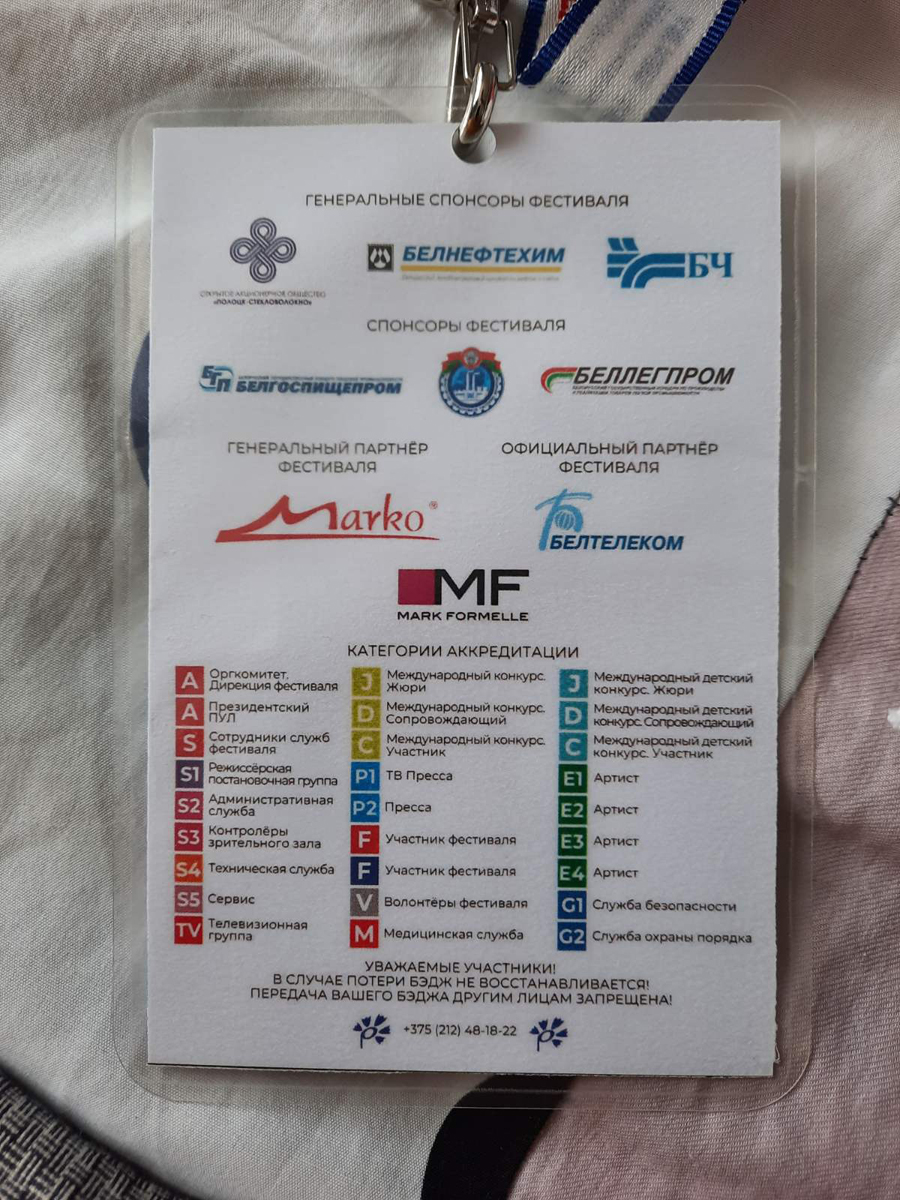 ГЕНЕРАЛЬНЫЕ СПОНСОРЫ ФЕСТИВАЛЯ
ОТКРЫТОЕ АКЦИОНЕРНОЕ ОБЩЕСТВО
«ПОЛОЦК-СТЕКЛОВОЛОКНО»
БЕЛНЕФТЕХИМ
БЧ
СПОНСОРЫ ФЕСТИВАЛЯ
БГП
БЕЛГОСПИЩЕПРОМ
БЕЛЛЕГПРОМ
ГЕНЕРАЛЬНЫЙ ПАРТНЁР
ФЕСТИВАЛЯ
Marko®
ОФИЦИАЛЬНЫЙ ПАРТНЁР
ФЕСТИВАЛЯ
БЕЛТЕЛЕКОМ
MF
MARK FORMELLE
КАТЕГОРИИ АККРЕДИТАЦИИ
A Оргкомитет.
Дирекция фестиваля
A Президентский
ПУЛ
S Сотрудники служб
фестиваля
S1 Режиссёрская
постановочная группа
S2 Административная
служба
S3 Контролёры
зрительного зала
S4 Техническая служба
S5 Сервис
TV Телевизионная
группа
J Международный конкурс.
Жюри
D Международный конкурс.
Сопровождающий
C Международный конкурс.
Участник
P1 ТВ Пресса
P2 Пресса
F Участник фестиваля
F Участник фестиваля
V Волонтёры фестиваля
M Медицинская служба
J Международный детский
конкурс. Жюри
D Международный детский
конкурс. Сопровождающий
C Международный детский
конкурс. Участник
E1 Артист
E2 Артист
E3 Артист
E4 Артист
G1 Служба безопасности
G2 Служба охраны порядка
УВАЖАЕМЫЕ УЧАСТНИКИ!
В СЛУЧАЕ ПОТЕРИ БЭДЖ НЕ ВОССТАНАВЛИВАЕТСЯ!
ПЕРЕДАЧА ВАШЕГО БЭДЖА ДРУГИМ ЛИЦАМ ЗАПРЕЩЕНА!
+375 (212) 48-18-22